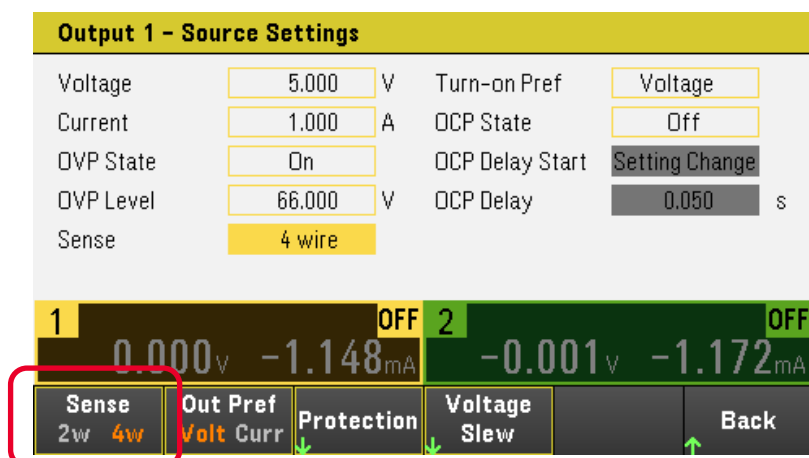 Output 1 - Source Settings
Voltage 5.000 V Turn-on Pref Voltage
Current 1.000 A OCP State Off
OVP State On OCP Delay Start Setting Change
OVP Level 66.000 V OCP Delay 0.050 s
Sense 4 wire
1 OFF 2 OFF
0.000V -1.148mA -0.001V -1.172mA
Sense Out Pref Protection Voltage Back
2w 4w Volt Curr Slew